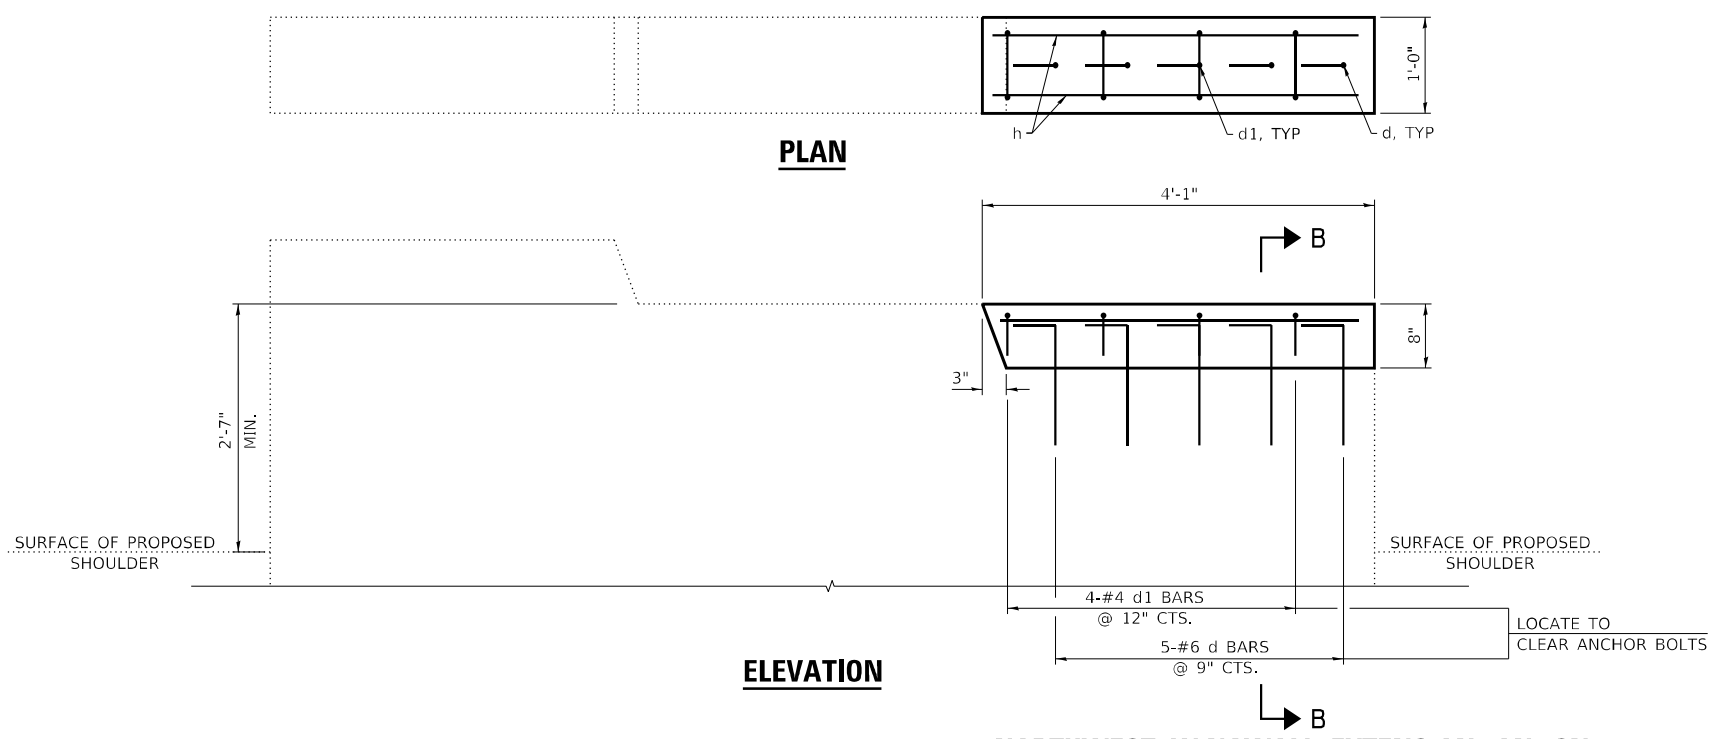 1'-0"
h
d1, TYP
d, TYP
PLAN
4'-1"
B
8"
3"
2'-7"
MIN.
SURFACE OF PROPOSED
SHOULDER
SURFACE OF PROPOSED
SHOULDER
4-#4 d1 BARS
@ 12" CTS.
LOCATE TO
CLEAR ANCHOR BOLTS
5-#6 d BARS
@ 9" CTS.
ELEVATION
B